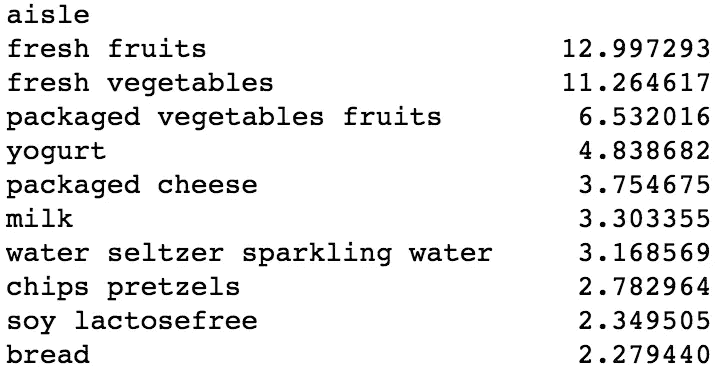 aisle
fresh fruits 12.997293
fresh vegetables 11.264617
packaged vegetables fruits 6.532016
yogurt 4.838682
packaged cheese 3.754675
milk 3.303355
water seltzer sparkling water 3.168569
chips pretzels 2.782964
soy lactosefree 2.349505
bread 2.279440